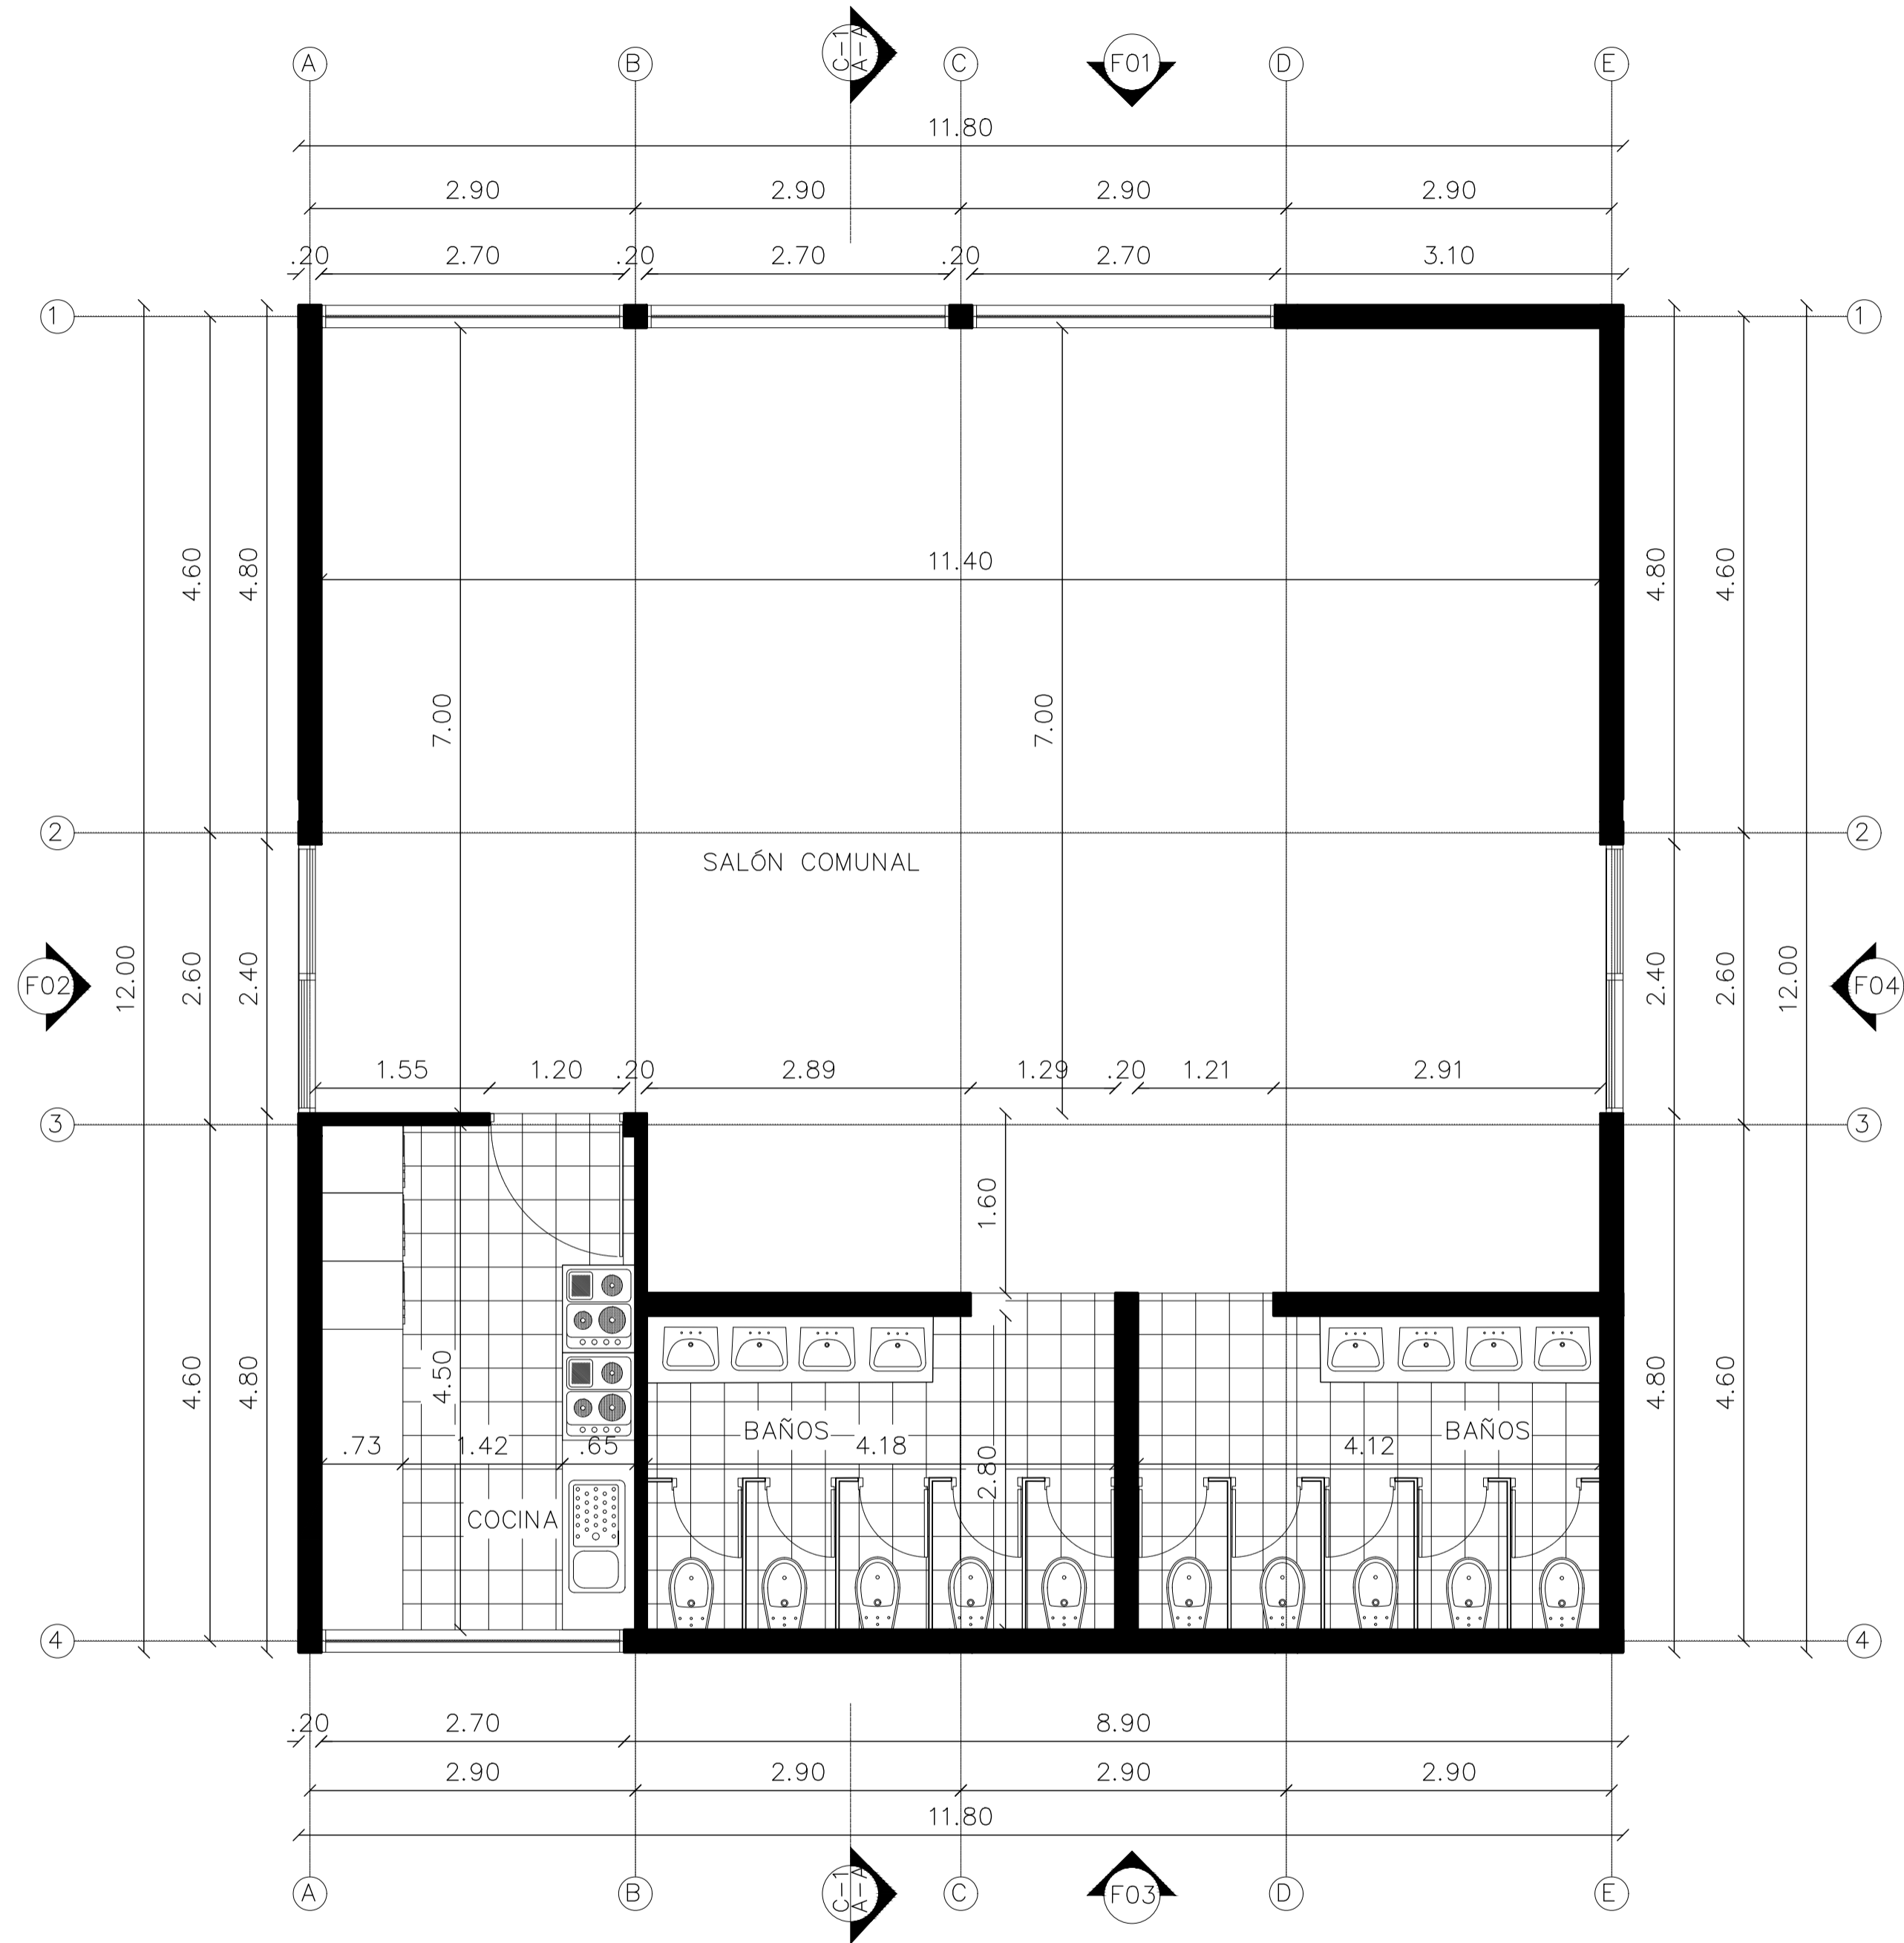 A B C-1 A-A C F01 D E
11.80
2.90 2.90 2.90 2.90
.20 2.70 .20 2.70 .20 2.70 3.10
1 1
4.60 4.80 11.40 4.80 4.60
7.00 7.00
2 2
SALÓN COMUNAL
F02 12.00 2.60 2.40 2.40 2.60 12.00 F04
1.55 1.20 .20 2.89 1.29 .20 1.21 2.91
3 3
1.60
4.60 4.80 4.50 4.80 4.60
BAÑOS BAÑOS
.73 1.42 .65 4.18 4.12
2.80
COCINA
4 4
.20 2.70 8.90
2.90 2.90 2.90 2.90
11.80
A B C-1 A-A C F03 D E